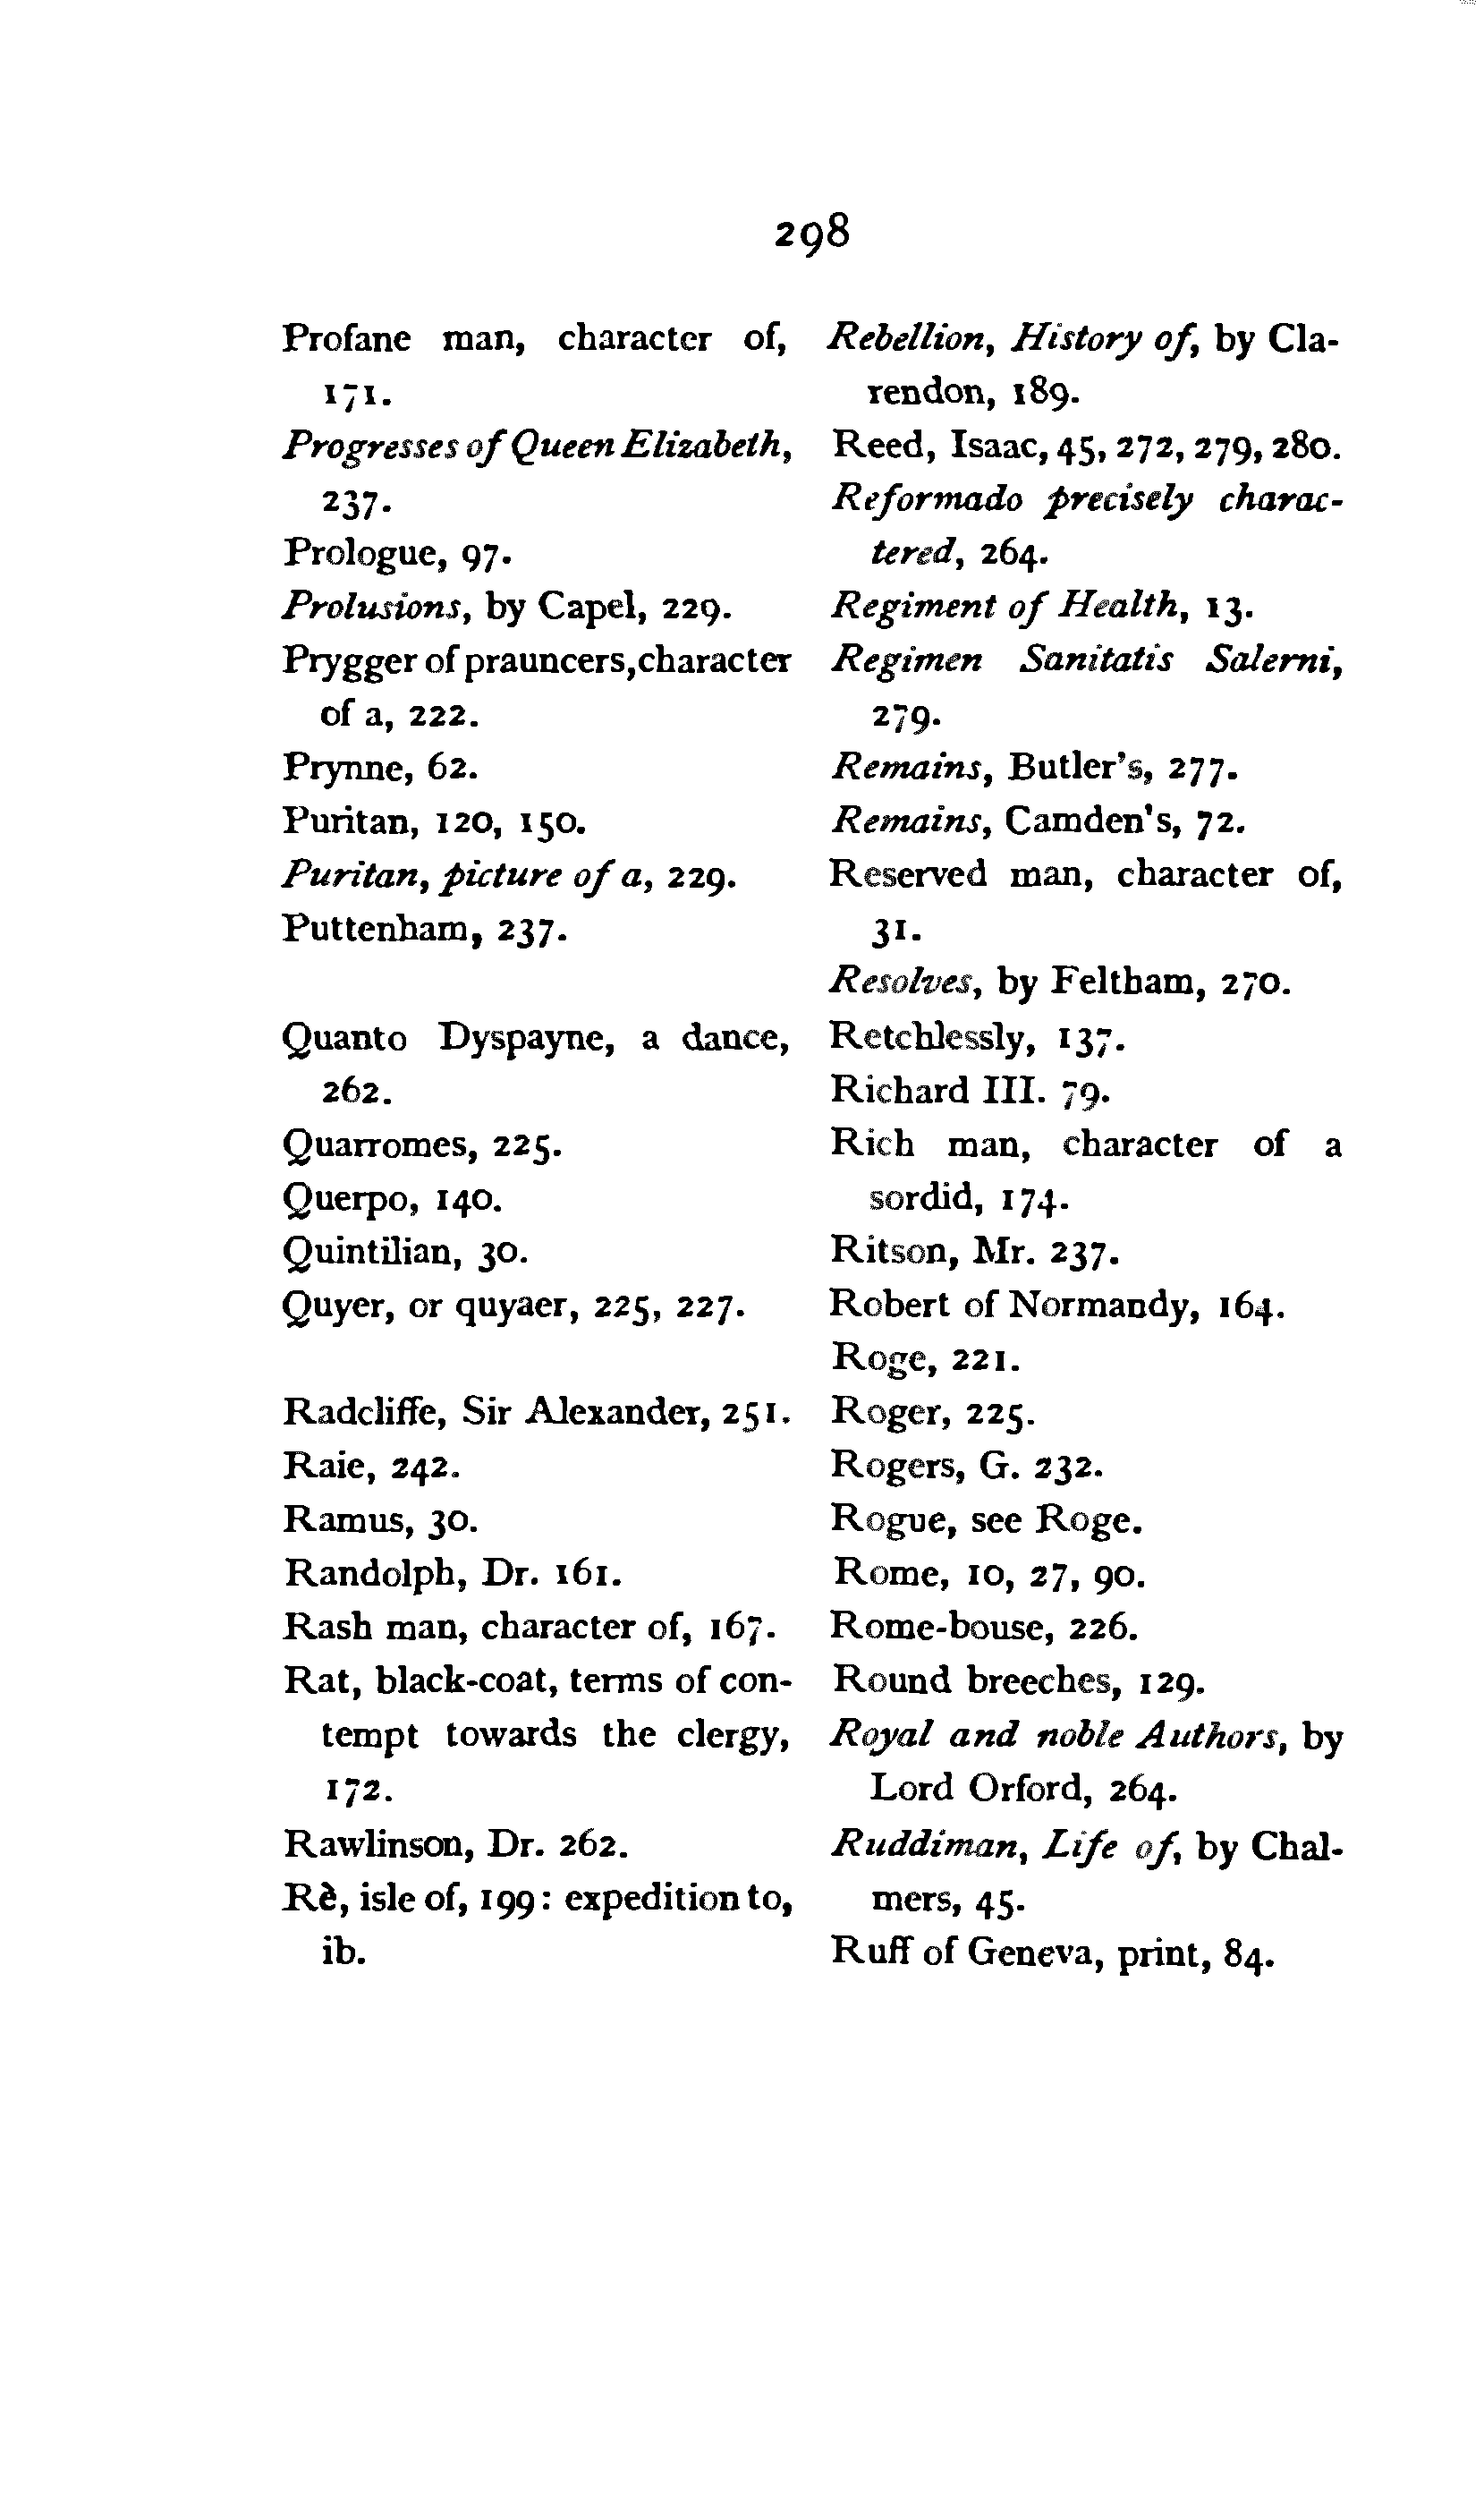 298
Profane man, character of,
171.
Progresses of Queen Elizabeth,
237.
Prologue, 97.
Prolusions, by Capel, 229.
Prygger of prauncers, character
of a, 222.
Prynne, 62.
Puritan, 120, 150.
Puritan, picture of a, 229.
Puttenham, 237.
Quanto Dyspayne, a dance,
262.
Quarromes, 225.
Querpo, 140.
Quintilian, 30.
Quyer, or quyaer, 225, 227.
Radcliffe, Sir Alexander, 251.
Raie, 242.
Ramus, 30.
Randolph, Dr. 161.
Rash man, character of, 167.
Rat, black-coat, terms of con-
tempt towards the clergy,
172.
Rawlinson, Dr. 262.
Rè, isle of, 199: expedition to,
ib.
Rebellion, History of, by Cla-
rendon, 189.
Reed, Isaac, 45, 272, 279, 280.
Reformado precisely charac-
tered, 264.
Regiment of Health, 13.
Regimen Sanitatis Salerni,
279.
Remains, Butler's, 277.
Remains, Camden's, 72.
Reserved man, character of,
31.
Resolves, by Feltham, 270.
Retchlessly, 137.
Richard III. 79.
Rich man, character of a
sordid, 174.
Ritson, Mr. 237.
Robert of Normandy, 164.
Roge, 221.
Roger, 225.
Rogers, G. 232.
Rogue, see Roge.
Rome, 10, 27, 90.
Rome-bouse, 226.
Round breeches, 129.
Royal and noble Authors, by
Lord Orford, 264.
Ruddiman, Life of, by Chal-
mers, 45.
Ruff of Geneva, print, 84.